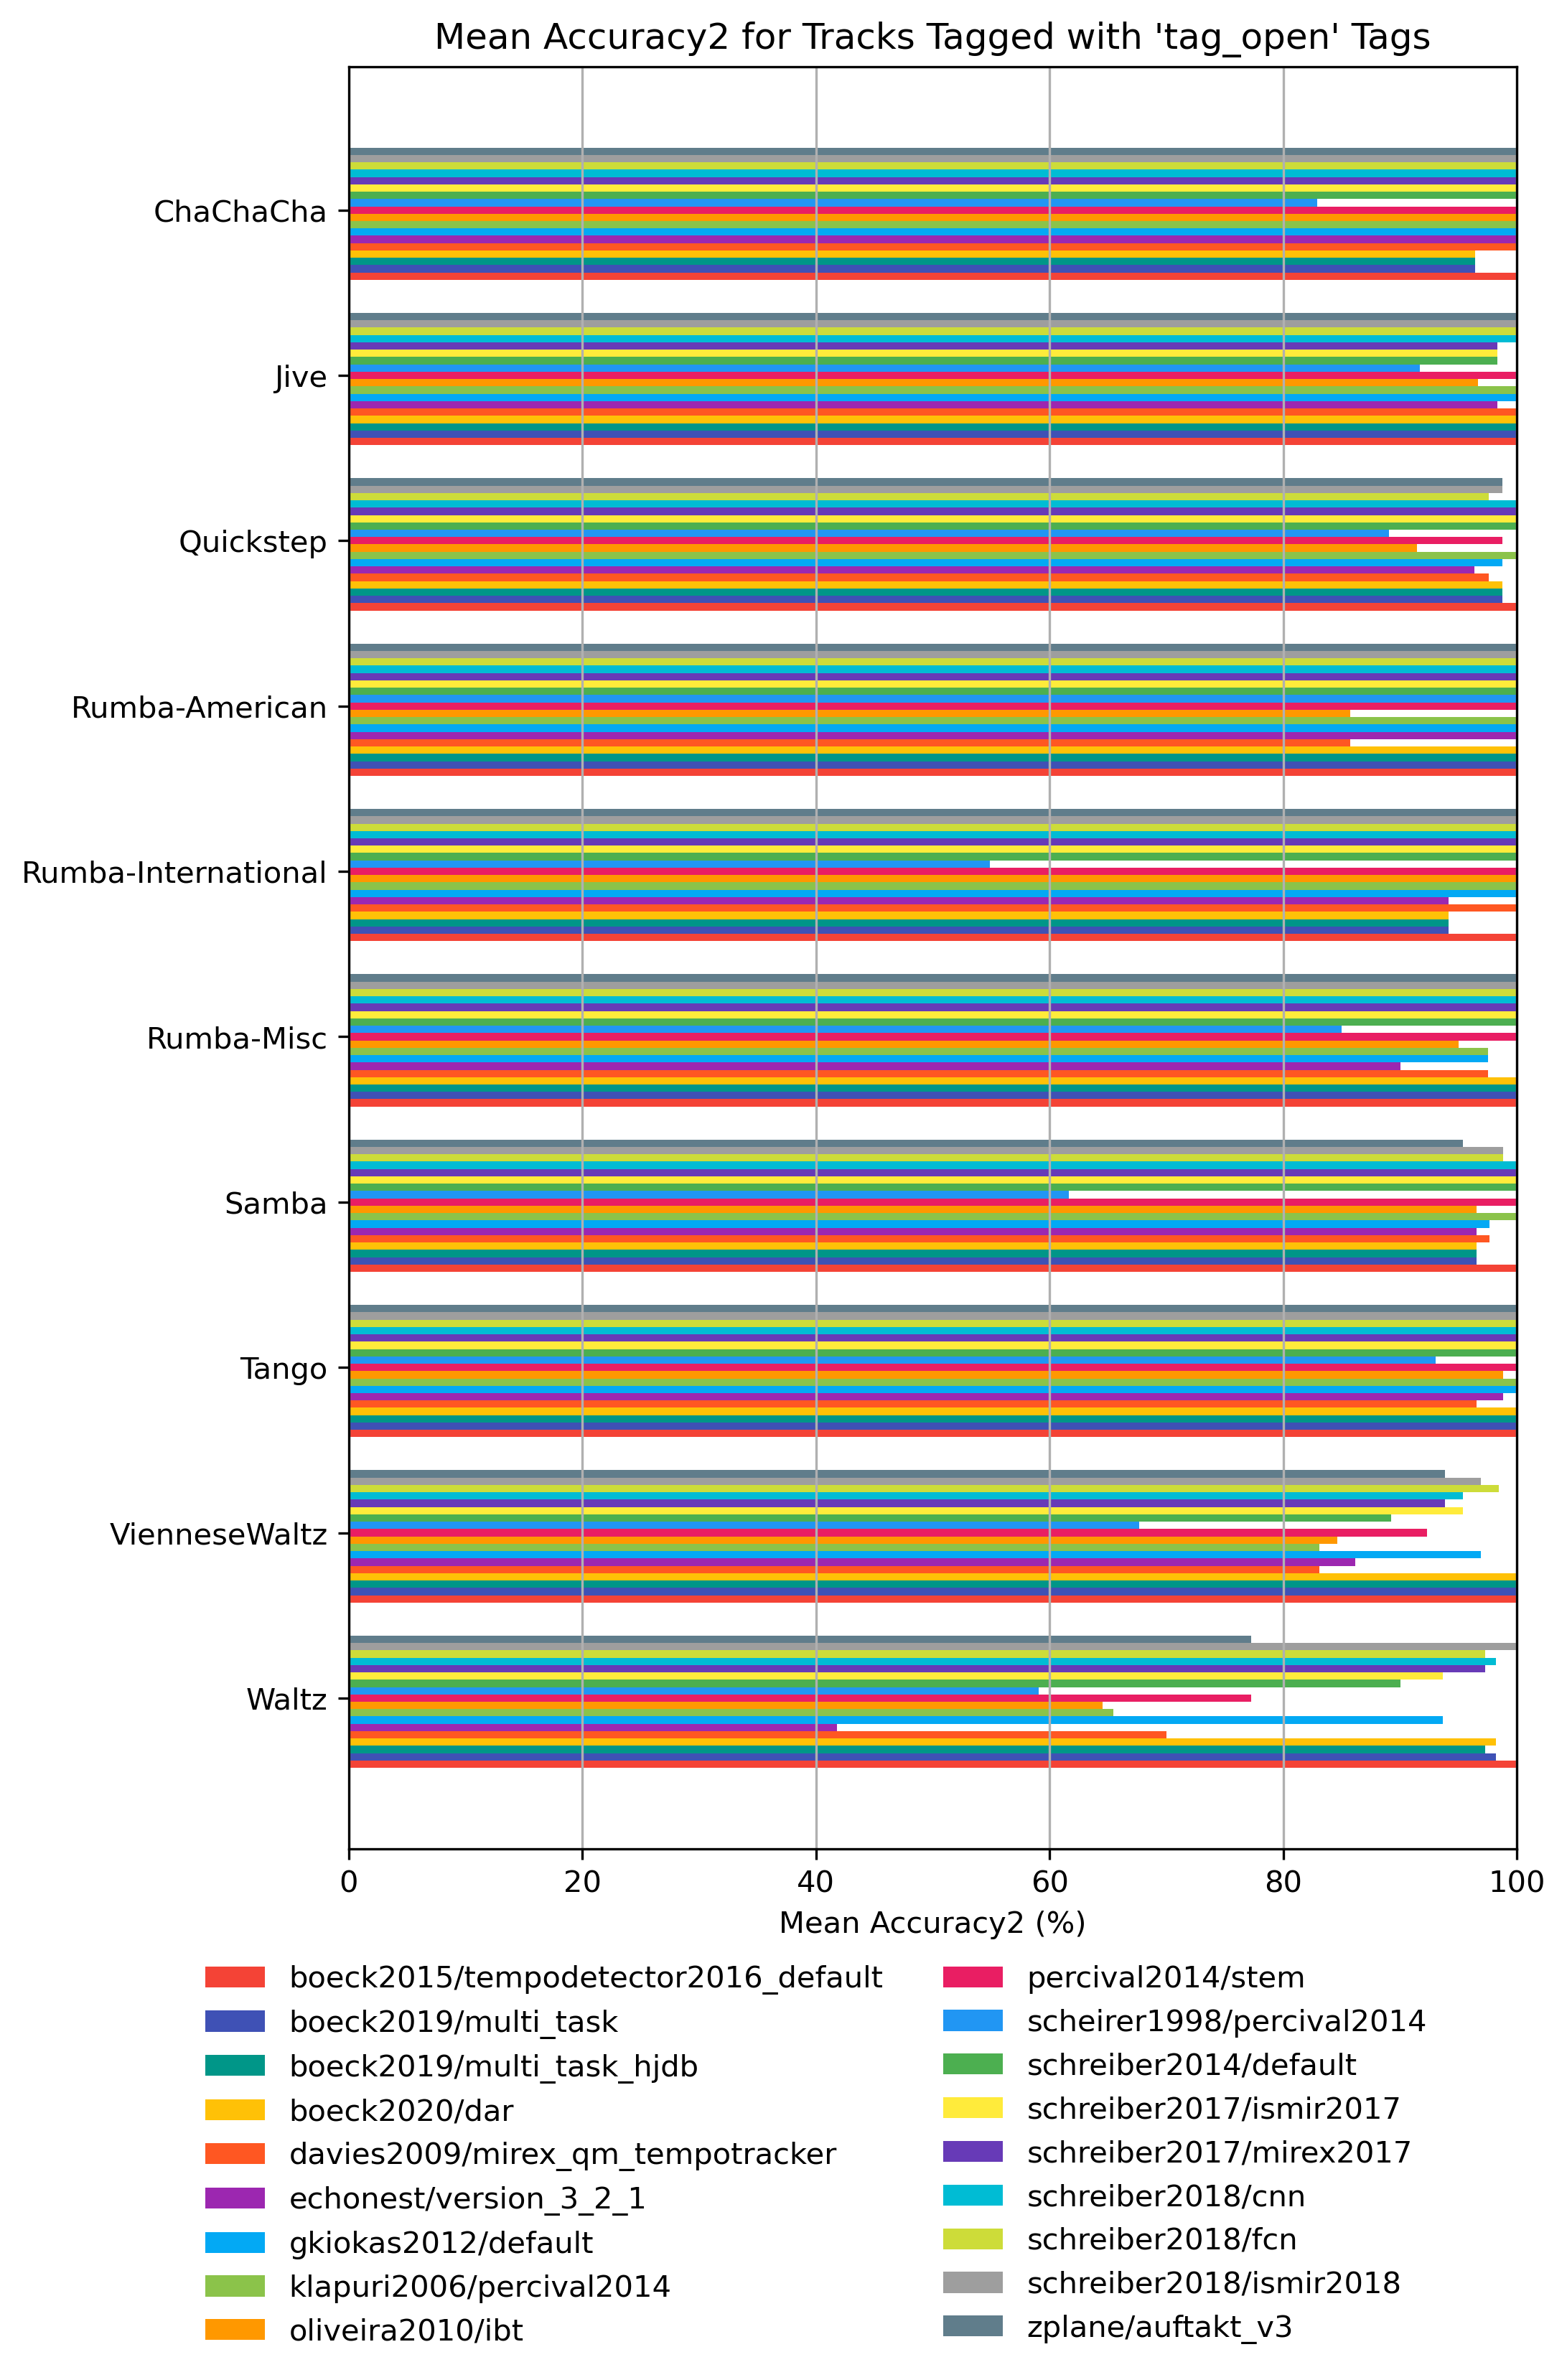 Mean Accuracy2 for Tracks Tagged with 'tag_open' Tags
ChaChaCha
Jive
Quickstep
Rumba-American
Rumba-International
Rumba-Misc
Samba
Tango
VienneseWaltz
Waltz
0 20 40 60 80 100
Mean Accuracy2 (%)
boeck2015/tempodetector2016_default
boeck2019/multi_task
boeck2019/multi_task_hjdb
boeck2020/dar
davies2009/mirex_qm_tempotracker
echonest/version_3_2_1
gkiokas2012/default
klapuri2006/percival2014
oliveira2010/ibt
percival2014/stem
scheirer1998/percival2014
schreiber2014/default
schreiber2017/ismir2017
schreiber2017/mirex2017
schreiber2018/cnn
schreiber2018/fcn
schreiber2018/ismir2018
zplane/auftakt_v3